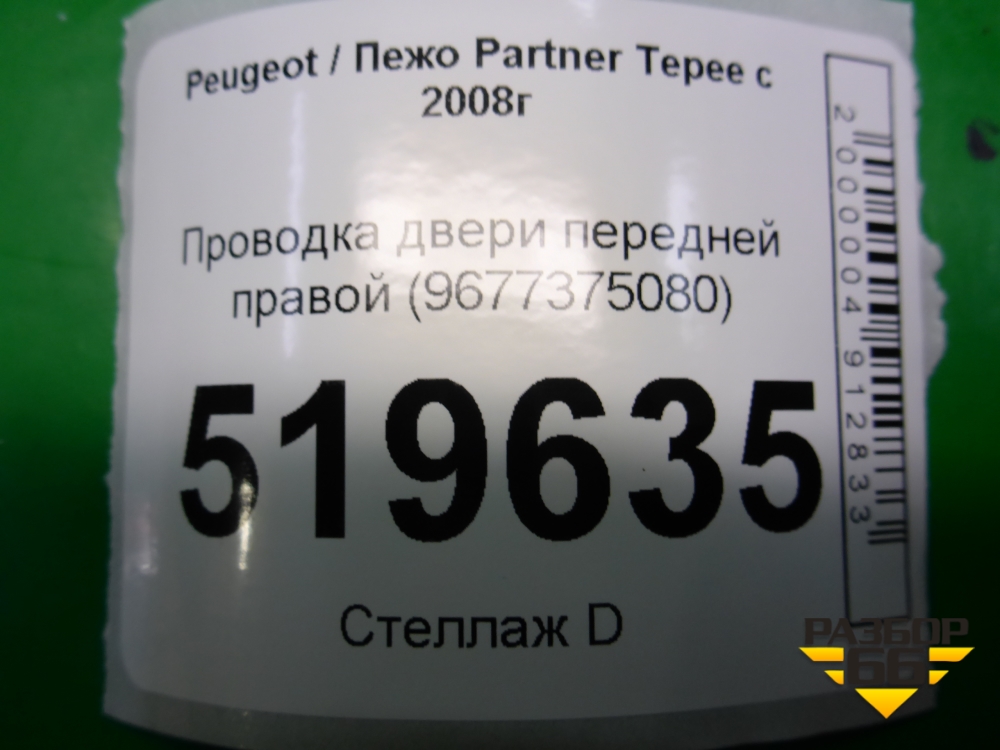 Peugeot / Пежо Partner Tepee с
2008г
Проводка двери передней
правой (9677375080)
519635
Стеллаж D
2000004912833
РАЗБОР
66